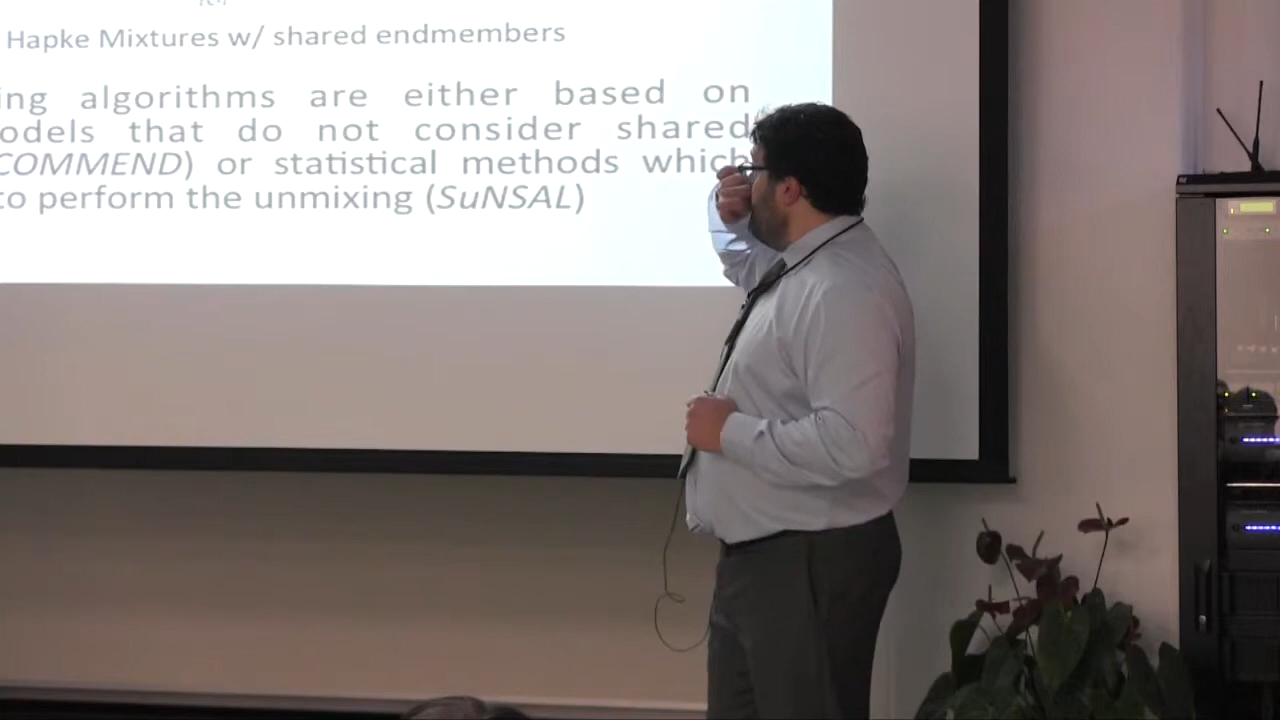 Hapke Mixtures w/ shared endmembers
ing algorithms are either based on
odels that do not consider shared
COMMEND) or statistical methods which
to perform the unmixing (SuNSAL)